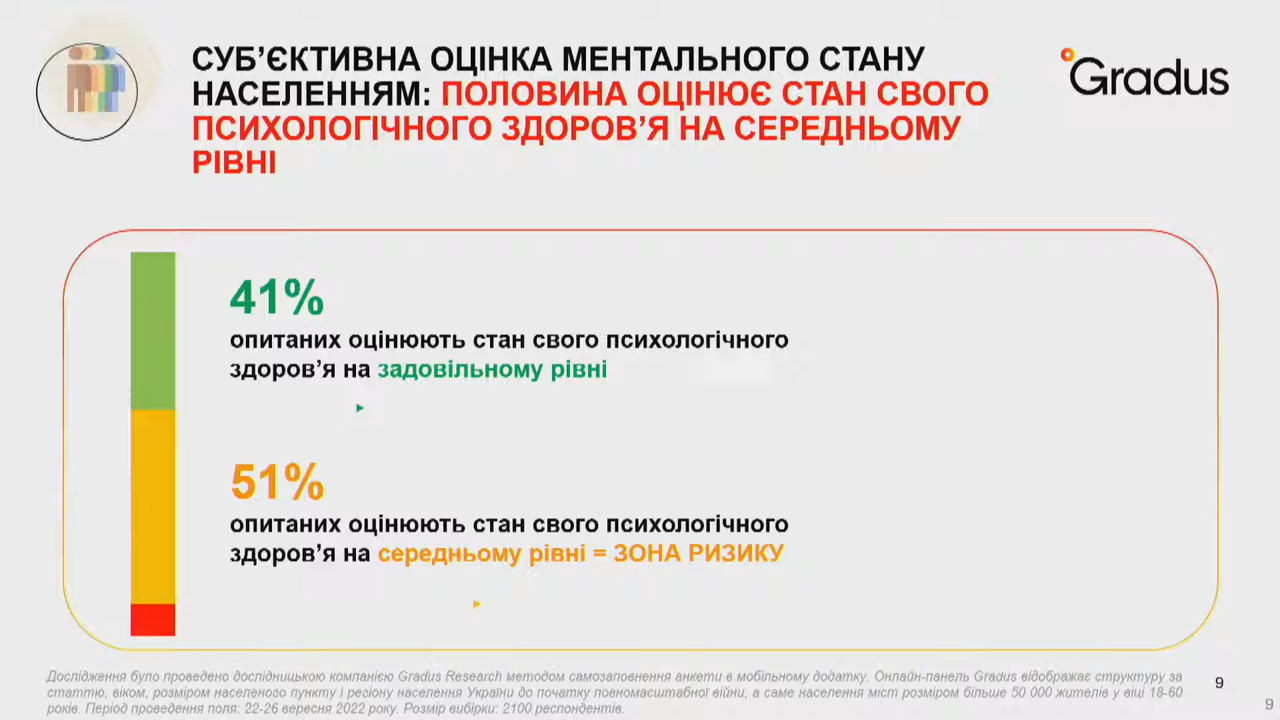 СУБ’ЄКТИВНА ОЦІНКА МЕНТАЛЬНОГО СТАНУ
НАСЕЛЕННЯМ: ПОЛОВИНА ОЦІНЮЄ СТАН СВОГО
ПСИХОЛОГІЧНОГО ЗДОРОВ’Я НА СЕРЕДНЬОМУ
РІВНІ
Gradus
41%
опитаних оцінюють стан свого психологічного
здоров’я на задовільному рівні
51%
опитаних оцінюють стан свого психологічного
здоров’я на середньому рівні = ЗОНА РИЗИКУ
Дослідження було проведено дослідницькою компанією Gradus Research методом самозаповнення анкети в мобільному додатку. Онлайн-панель Gradus відображає структуру за
статтю, віком, розміром населеного пункту і регіону населення України до початку повномасштабної війни, а саме населення міст розміром більше 50 000 жителів у віці 18-60
років. Період проведення поля: 22-26 вересня 2022 року. Розмір вибірки: 2100 респондентів.
9
9